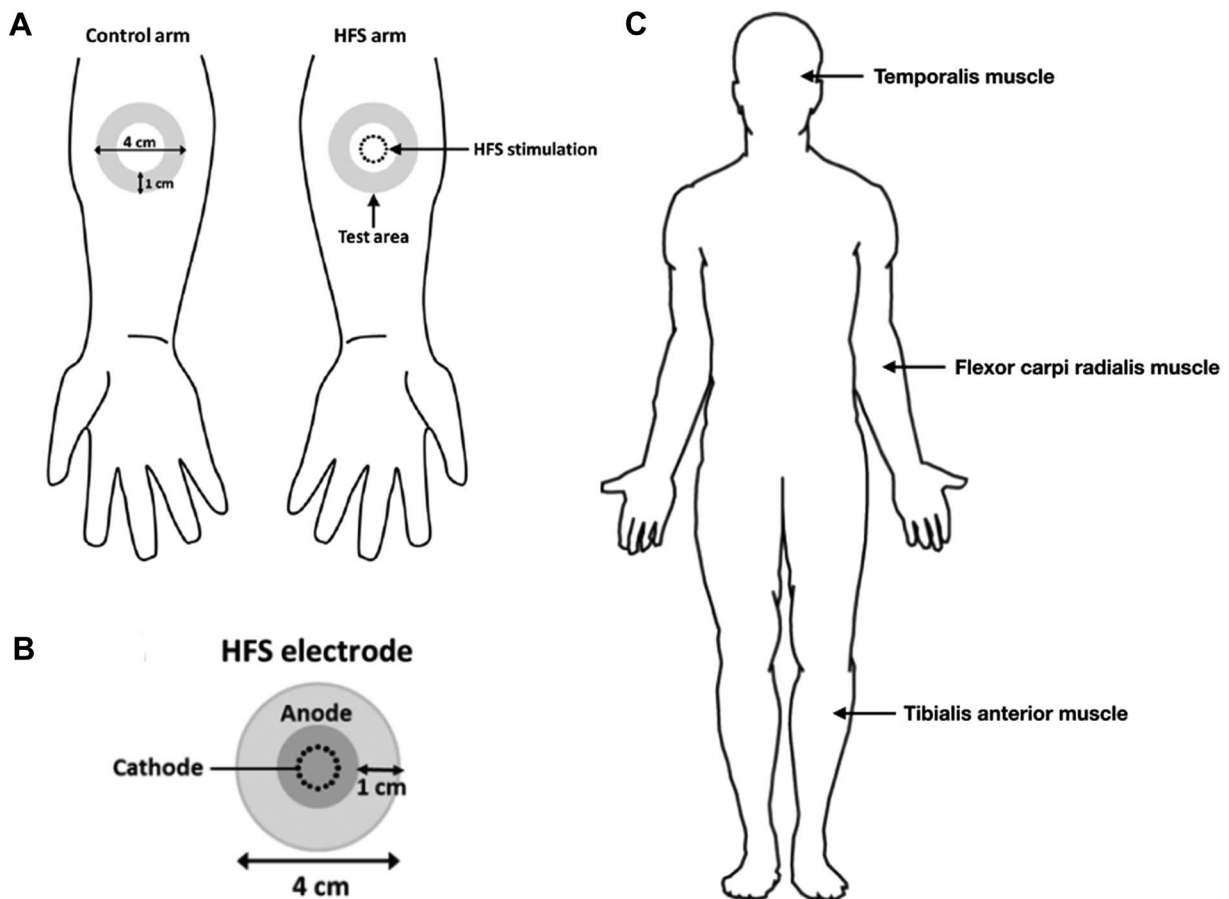 A
Control arm
HFS arm
4 cm
1 cm
HFS stimulation
Test area
B
HFS electrode
Anode
Cathode
1 cm
4 cm
C
Temporalis muscle
Flexor carpi radialis muscle
Tibialis anterior muscle